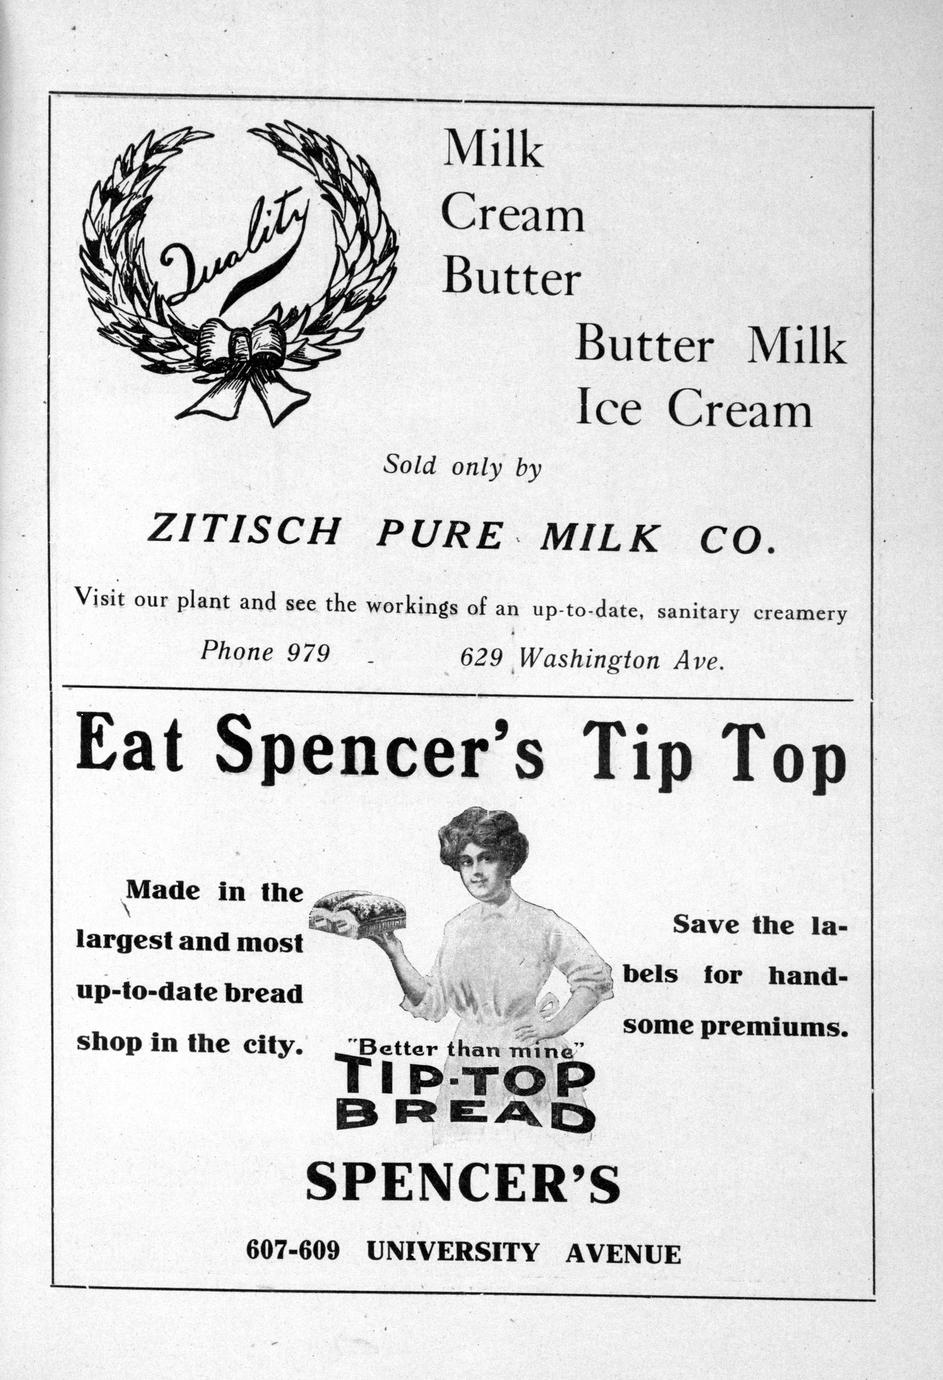 Quality
Milk
Cream
Butter
Butter Milk
Ice Cream
Sold only by
ZITISCH PURE MILK CO.
Visit our plant and see the workings of an up-to-date, sanitary creamery
Phone 979 - 629 Washington Ave.
Eat Spencer's Tip Top
Made in the
largest and most
up-to-date bread
shop in the city.
Save the la-
bels for hand-
some premiums.
"Better than mine"
TIP-TOP
BREAD
SPENCER'S
607-609 UNIVERSITY AVENUE